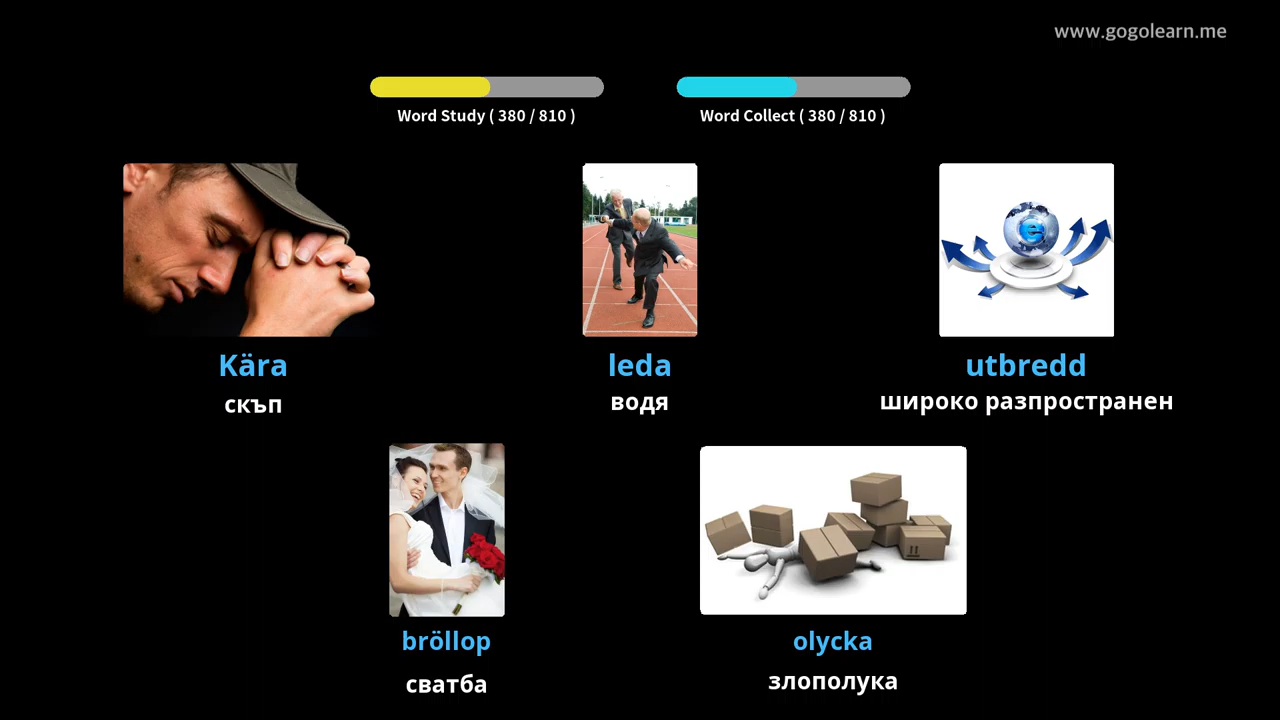 www.gogolearn.me
Word Study ( 380 / 810 )
Word Collect ( 380 / 810 )
Kära
leda
utbredd
скъп
водя
широко разпространен
bröllop
olycka
сватба
злополука